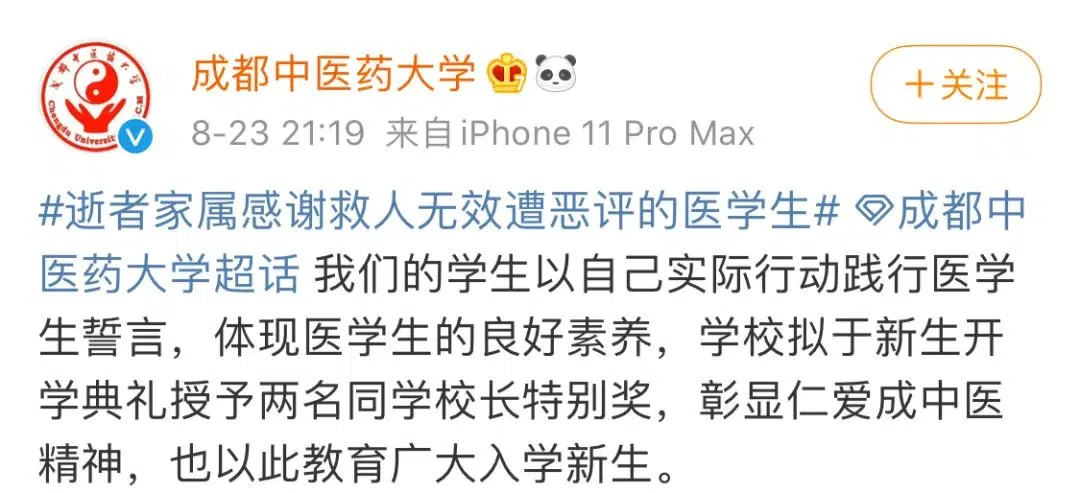 成都中医药大学
+关注
8-23 21:19 来自 iPhone 11 Pro Max
#逝者家属感谢救人无效遭恶评的医学生# 成都中
医药大学超话 我们的学生以自己实际行动践行医学
生誓言，体现医学生的良好素养，学校拟于新生开
学典礼授予两名同学校长特别奖，彰显仁爱成中医
精神，也以此教育广大入学新生。